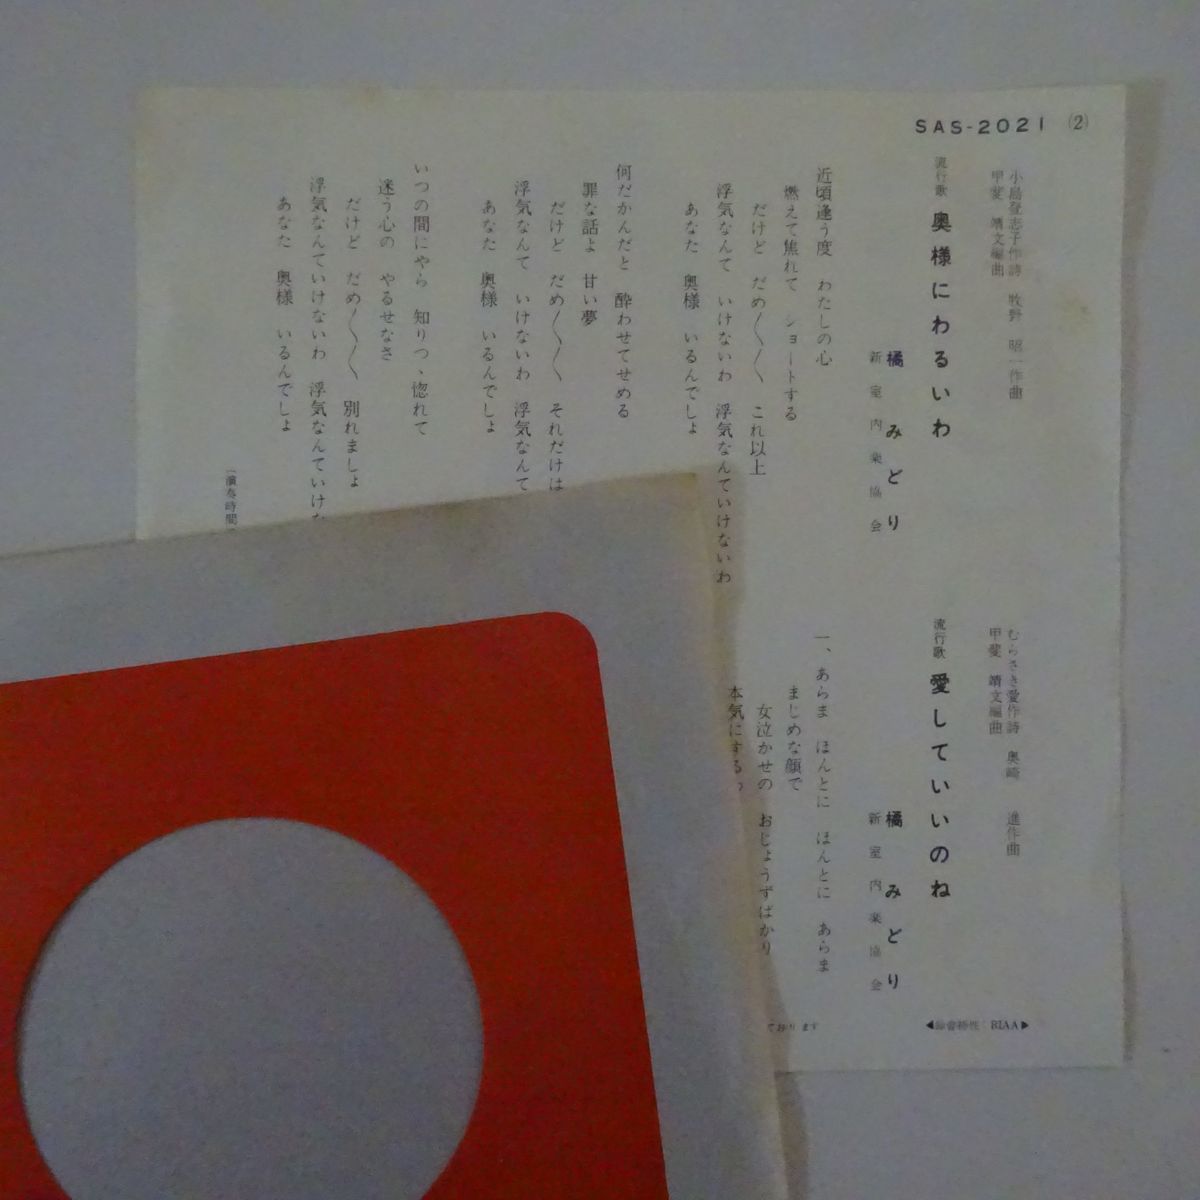 SAS-2021 (2)
小島登志子作詩 牧野 昭一作曲
甲斐 靖文編曲
流行歌 奥様にわるいわ
橘 みどり
新室内楽協会
近頃逢う度 わたしの心
燃えて焦れて ショートする
だけど だめ〱〱 これ以上
浮気なんて いけないわ 浮気なんていけないわ
あなた 奥様 いるんでしょ
何だかんだと 酔わせてせめる
罪な話よ 甘い夢
だけど だめ〱〱 それだけは
浮気なんて いけないわ 浮気なんて
あなた 奥様 いるんでしょ
いつの間にやら 知りつゝ惚れて
迷う心の やるせなさ
だけど だめ〱〱 別れましょ
浮気なんていけないわ 浮気なんていけな
あなた 奥様 いるんでしょ
(演奏時間
むらさき愛作詩 奥崎 進作曲
甲斐 靖文編曲
流行歌 愛していいのね
橘 みどり
新室内楽協会
一、あらま ほんとに ほんとに あらま
まじめな顔で
女泣かせの おじょうずばかり
本気にする
ております
◀録音特性：RIAA▶